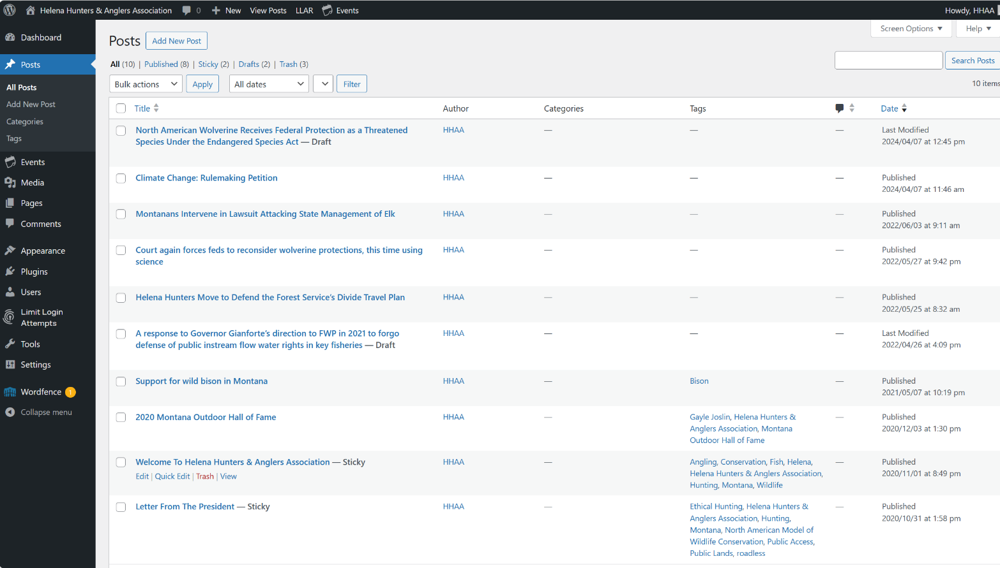 Helena Hunters & Anglers Association 0 New View Posts LLAR Events Howdy, HHAA
Screen Options ▼ Help ▼
Dashboard
Posts
All Posts
Add New Post
Categories
Tags
Events
Media
Pages
Comments
Appearance
Plugins
Users
Limit Login
Attempts
Tools
Settings
Wordfence 1
Collapse menu
Posts Add New Post
All (10) | Published (8) | Sticky (2) | Drafts (2) | Trash (3)
Search Posts
Bulk actions Apply All dates Filter
10 items
Title Author Categories Tags Date
North American Wolverine Receives Federal Protection as a Threatened
Species Under the Endangered Species Act — Draft
HHAA
—
—
—
Last Modified
2024/04/07 at 12:45 pm
Climate Change: Rulemaking Petition
HHAA
—
—
—
Published
2024/04/07 at 11:46 am
Montanans Intervene in Lawsuit Attacking State Management of Elk
HHAA
—
—
—
Published
2022/06/03 at 9:11 am
Court again forces feds to reconsider wolverine protections, this time using
science
HHAA
—
—
—
Published
2022/05/27 at 9:42 pm
Helena Hunters Move to Defend the Forest Service’s Divide Travel Plan
HHAA
—
—
—
Published
2022/05/25 at 8:32 am
A response to Governor Gianforte’s direction to FWP in 2021 to forgo
defense of public instream flow water rights in key fisheries — Draft
HHAA
—
—
—
Last Modified
2022/04/26 at 4:09 pm
Support for wild bison in Montana
HHAA
—
Bison
—
Published
2021/05/07 at 10:19 pm
2020 Montana Outdoor Hall of Fame
HHAA
—
Gayle Joslin, Helena Hunters &
Anglers Association, Montana
Outdoor Hall of Fame
—
Published
2020/12/03 at 1:30 pm
Welcome To Helena Hunters & Anglers Association — Sticky
Edit | Quick Edit | Trash | View
HHAA
—
Angling, Conservation, Fish, Helena,
Helena Hunters & Anglers Association,
Hunting, Montana, Wildlife
—
Published
2020/11/01 at 8:49 pm
Letter From The President — Sticky
HHAA
—
Ethical Hunting, Helena Hunters &
Anglers Association, Hunting,
Montana, North American Model of
Wildlife Conservation, Public Access,
Public Lands, roadless
—
Published
2020/10/31 at 1:58 pm